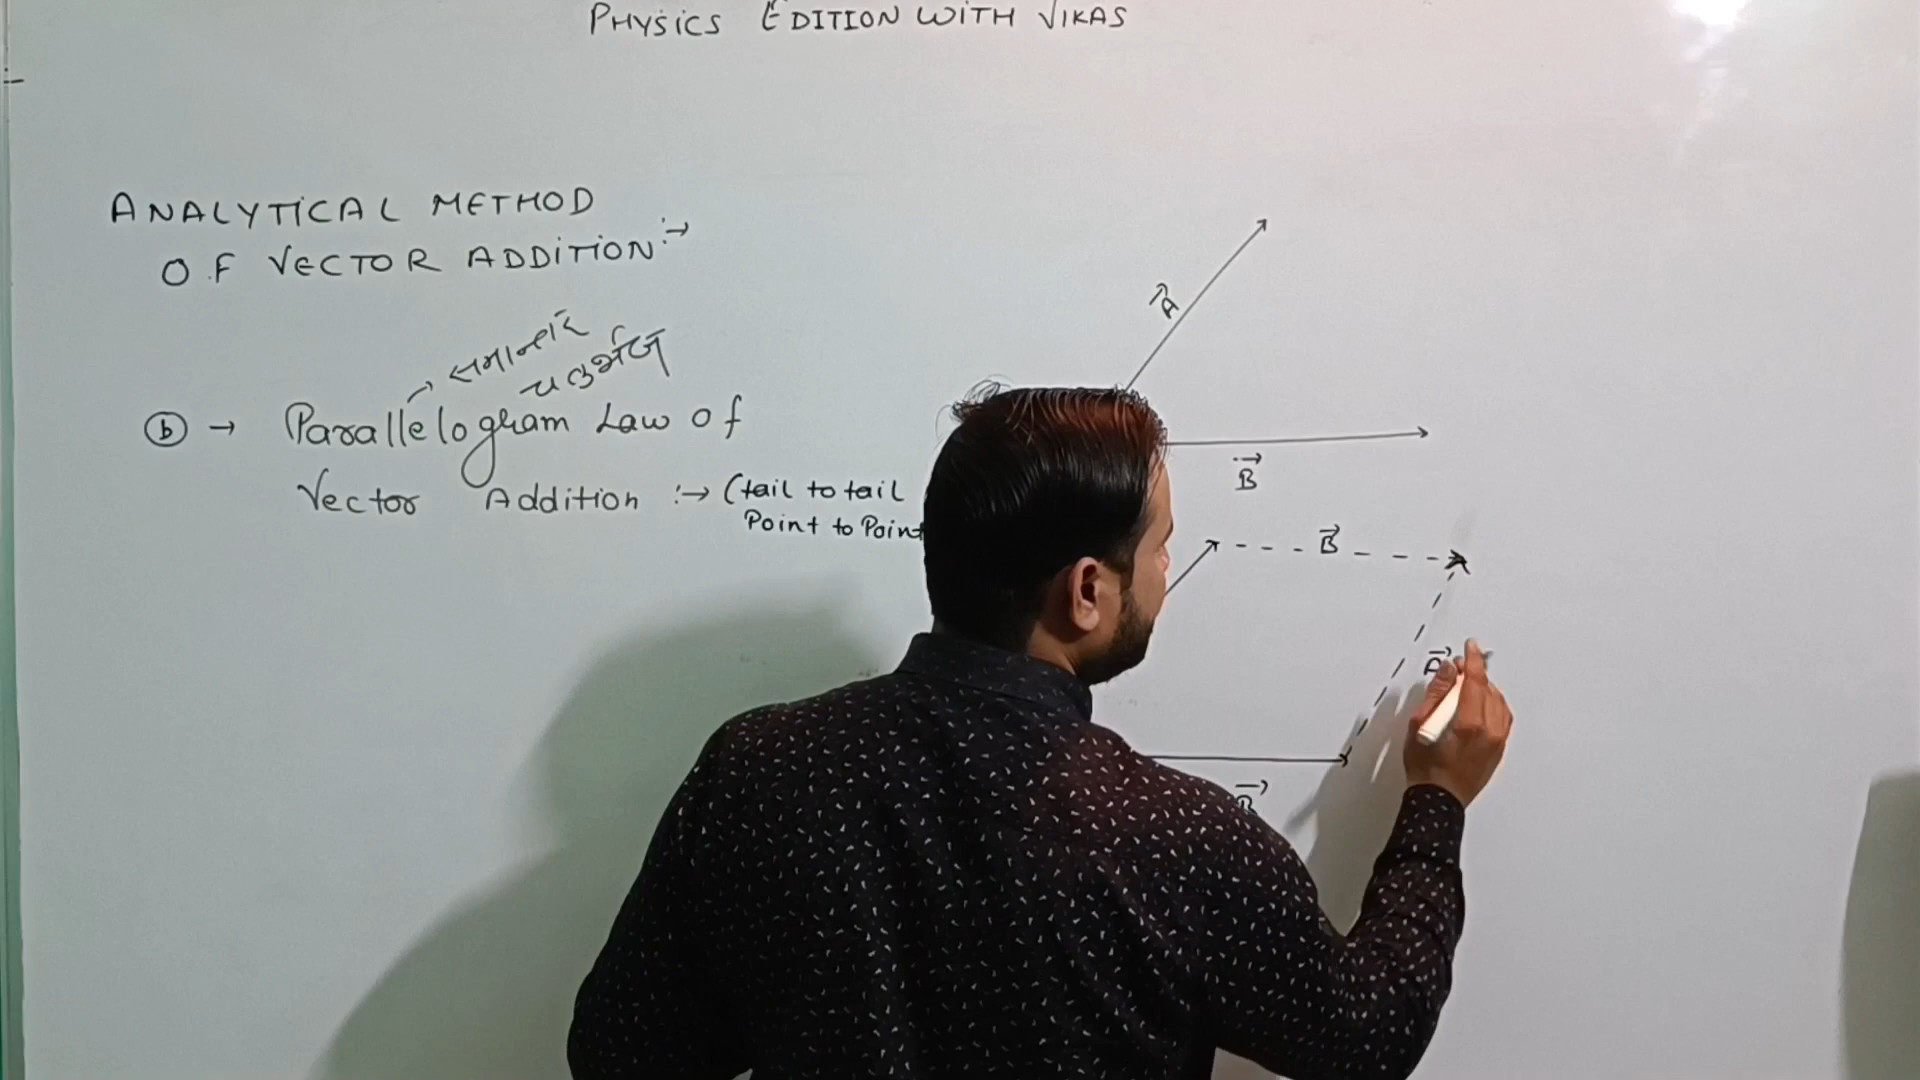 PHYSICS EDITION WITH VIKAS
ANALYTICAL METHOD
OF VECTOR ADDITION :→
→ समान्तर
चतुर्भुज
ⓑ → Parallelogram Law of
Vector Addition :→ (tail to tail
Point to Point
A
B
B
A
B